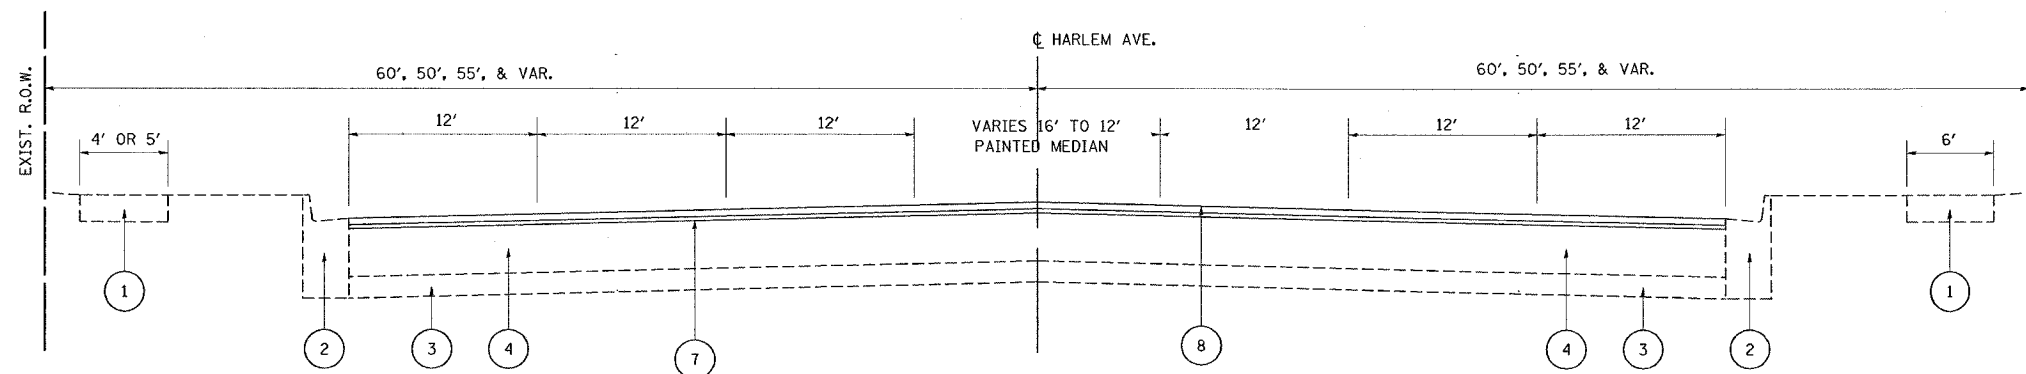 ℄ HARLEM AVE.
60', 50', 55', & VAR.
60', 50', 55', & VAR.
EXIST. R.O.W.
4' OR 5'
12'
12'
12'
VARIES 16' TO 12'
PAINTED MEDIAN
12'
12'
12'
6'
1
2
3
4
7
8
4
3
2
1